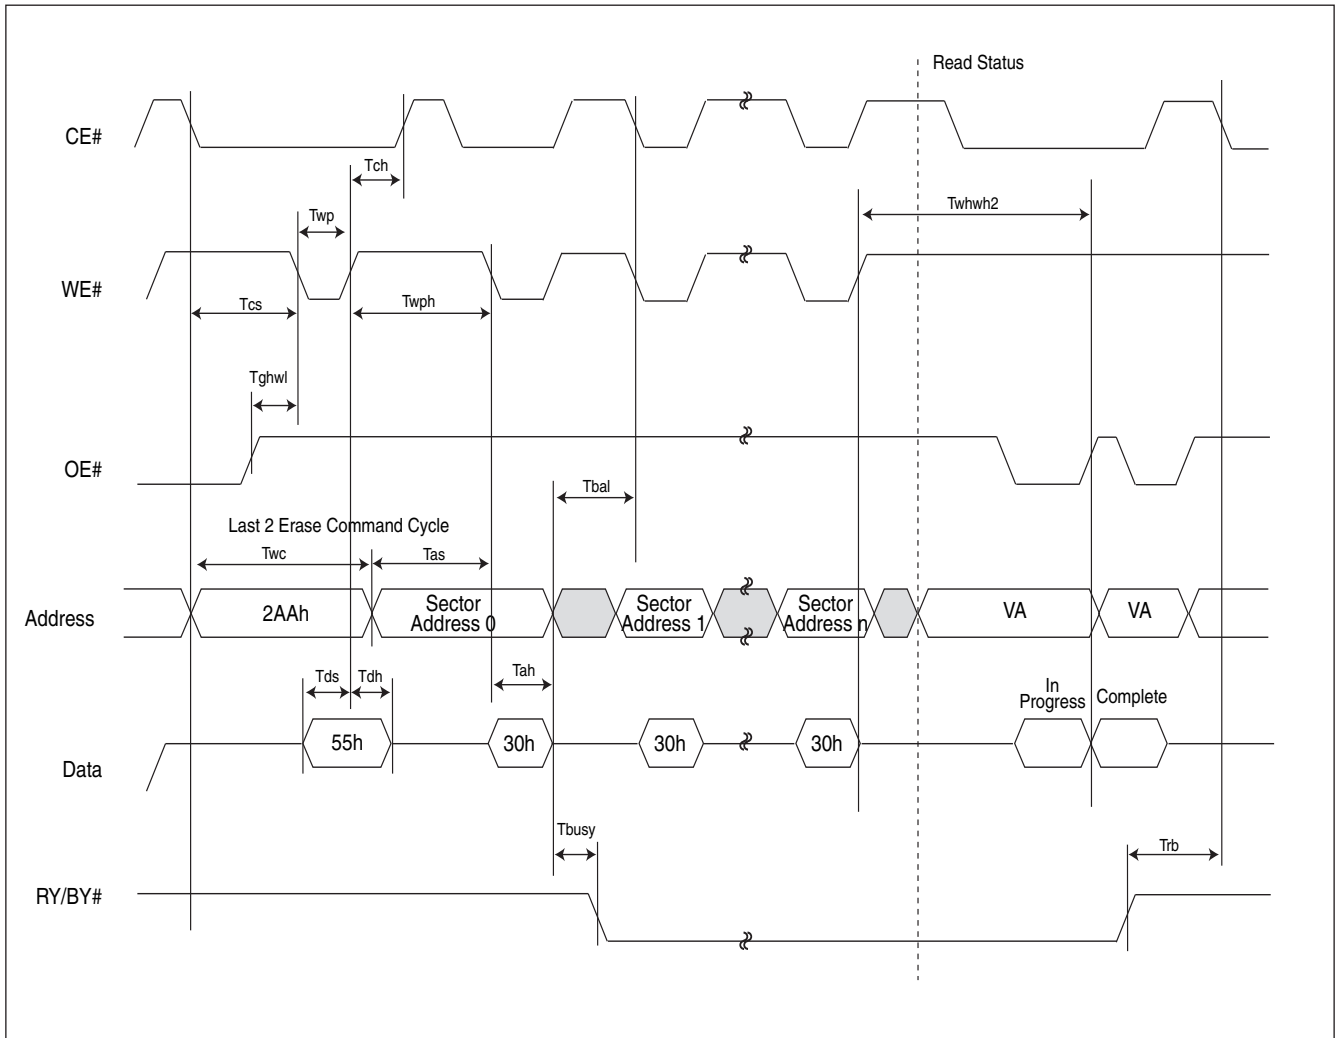 Read Status
CE#
Tch
Twhwh2
Twp
WE#
Tcs
Twph
Tghwl
OE#
Tbal
Last 2 Erase Command Cycle
Twc
Tas
Address
2AAh
Sector
Address 0
Sector
Address 1
Sector
Address n
VA
VA
Tds
Tdh
Tah
In
Progress
Complete
Data
55h
30h
30h
30h
Tbusy
Trb
RY/BY#